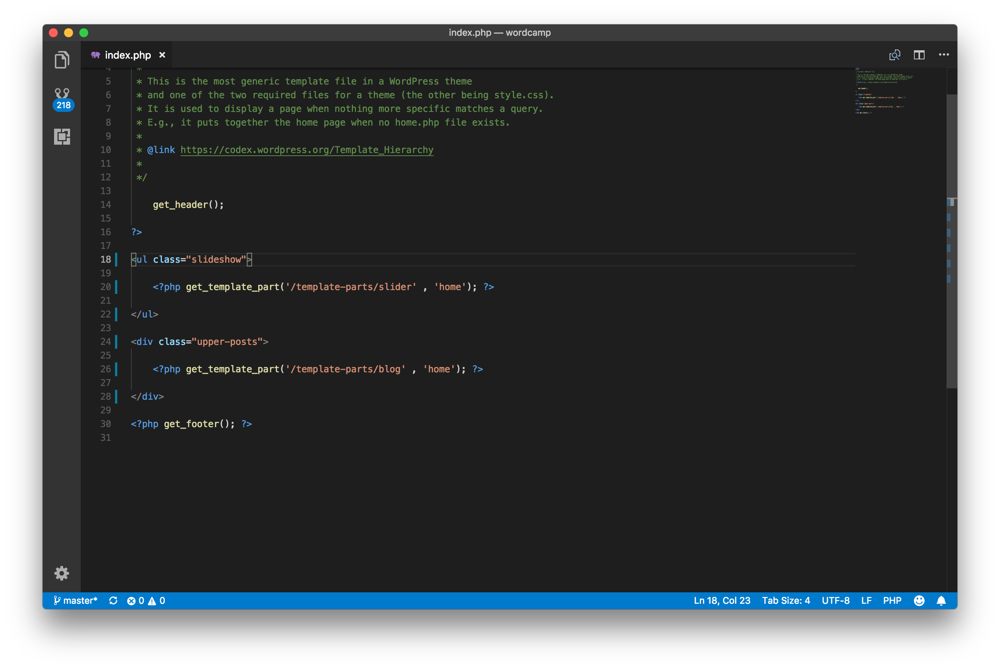 index.php — wordcamp
index.php ×
218
4 *
5 * This is the most generic template file in a WordPress theme
6 * and one of the two required files for a theme (the other being style.css).
7 * It is used to display a page when nothing more specific matches a query.
8 * E.g., it puts together the home page when no home.php file exists.
9 *
10 * @link https://codex.wordpress.org/Template_Hierarchy
11 *
12 */
13
14 get_header();
15
16 ?>
17
18 <ul class="slideshow">
19
20 <?php get_template_part('/template-parts/slider' , 'home'); ?>
21
22 </ul>
23
24 <div class="upper-posts">
25
26 <?php get_template_part('/template-parts/blog' , 'home'); ?>
27
28 </div>
29
30 <?php get_footer(); ?>
31
master* 0 0 Ln 18, Col 23 Tab Size: 4 UTF-8 LF PHP